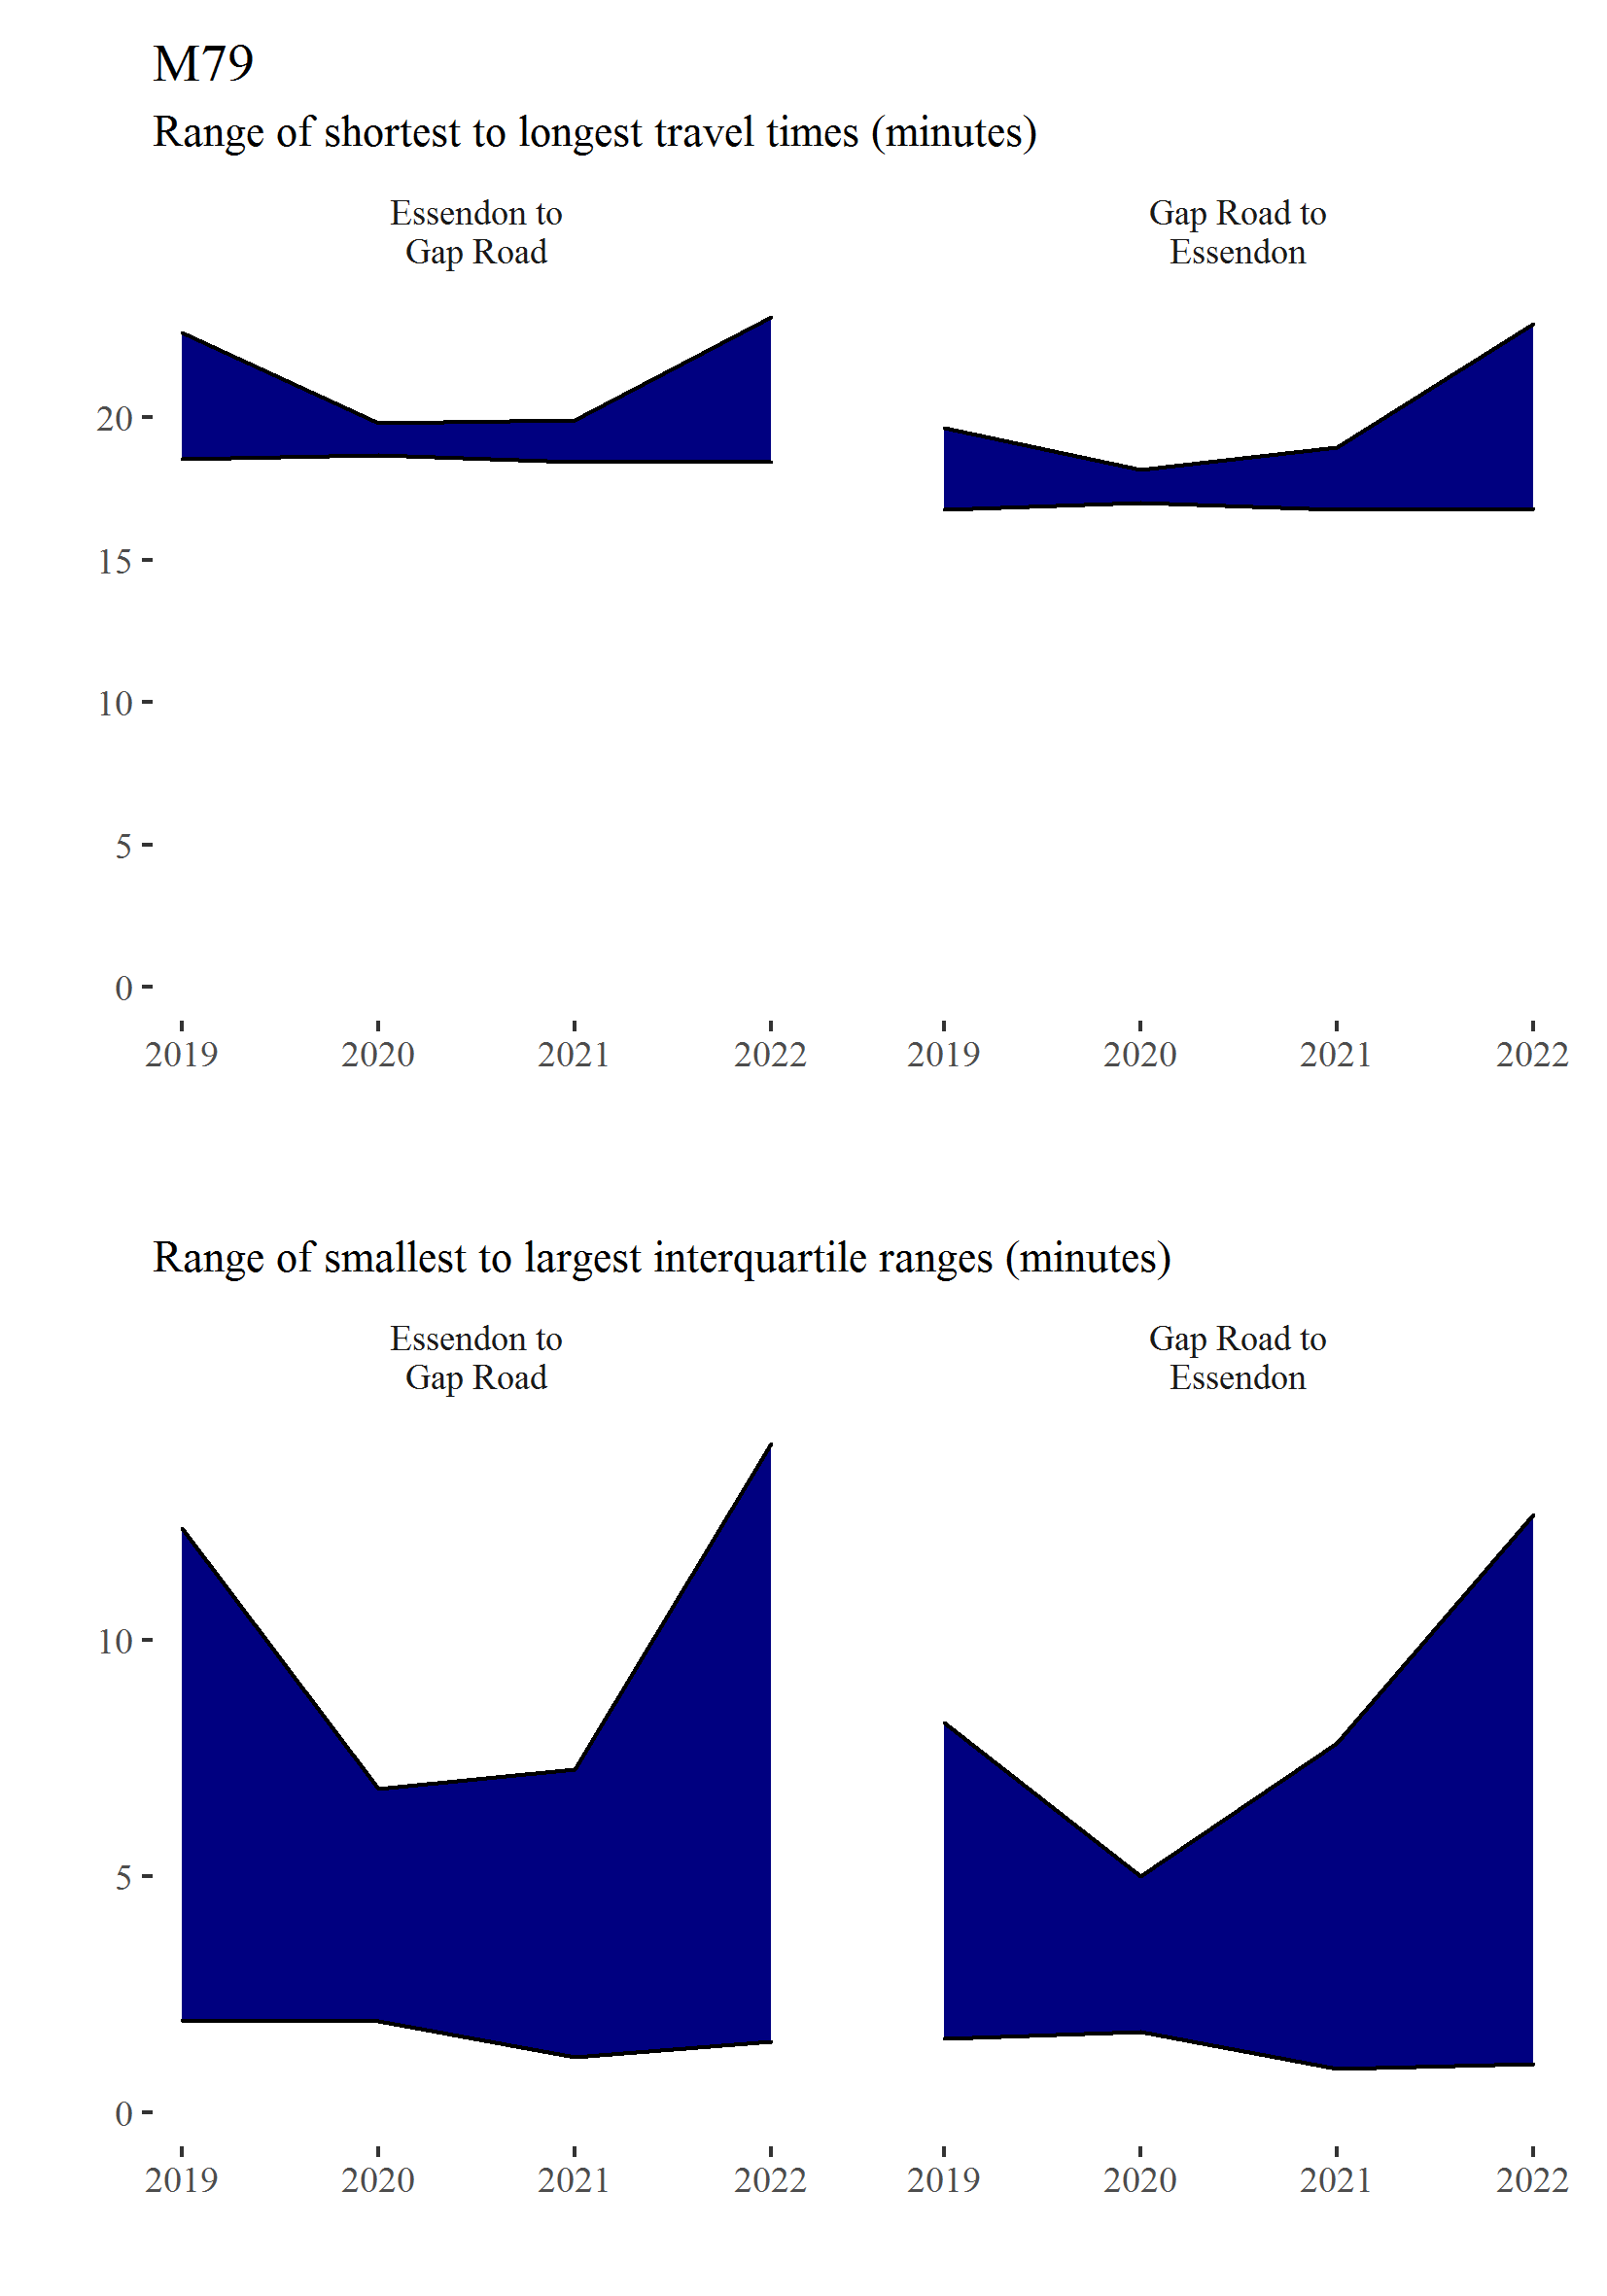 M79
Range of shortest to longest travel times (minutes)
Essendon to
Gap Road
Gap Road to
Essendon
20
15
10
5
0
2019 2020 2021 2022 2019 2020 2021 2022
Range of smallest to largest interquartile ranges (minutes)
Essendon to
Gap Road
Gap Road to
Essendon
10
5
0
2019 2020 2021 2022 2019 2020 2021 2022